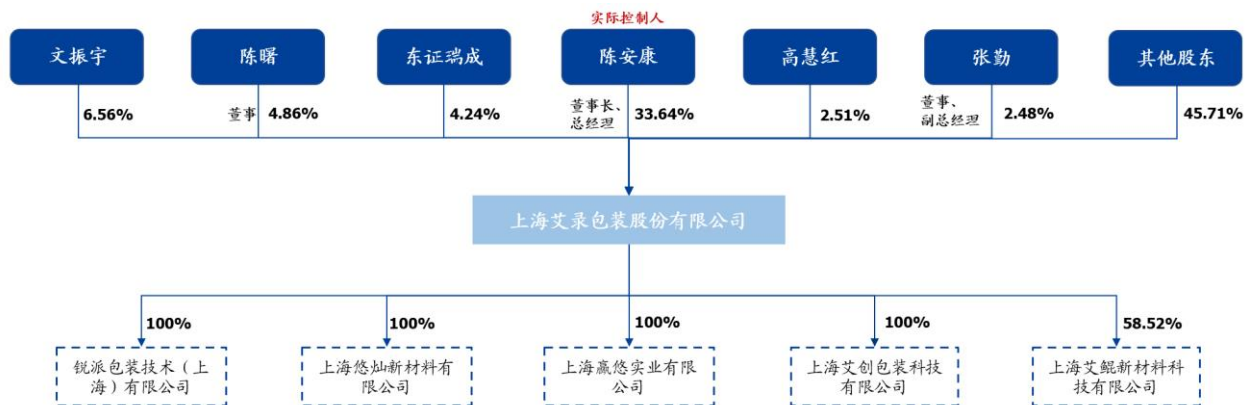 实际控制人
文振宇
陈曙
东证瑞成
陈安康
高慧红
张勤
其他股东
6.56%
董事 4.86%
4.24%
董事长、
总经理
33.64%
2.51%
董事、
副总经理
2.48%
45.71%
上海艾录包装股份有限公司
100%
100%
100%
100%
58.52%
锐派包装技术（上
海）有限公司
上海悠灿新材料有
限公司
上海赢悠实业有限
公司
上海艾创包装科技
有限公司
上海艾鲲新材料科
技有限公司